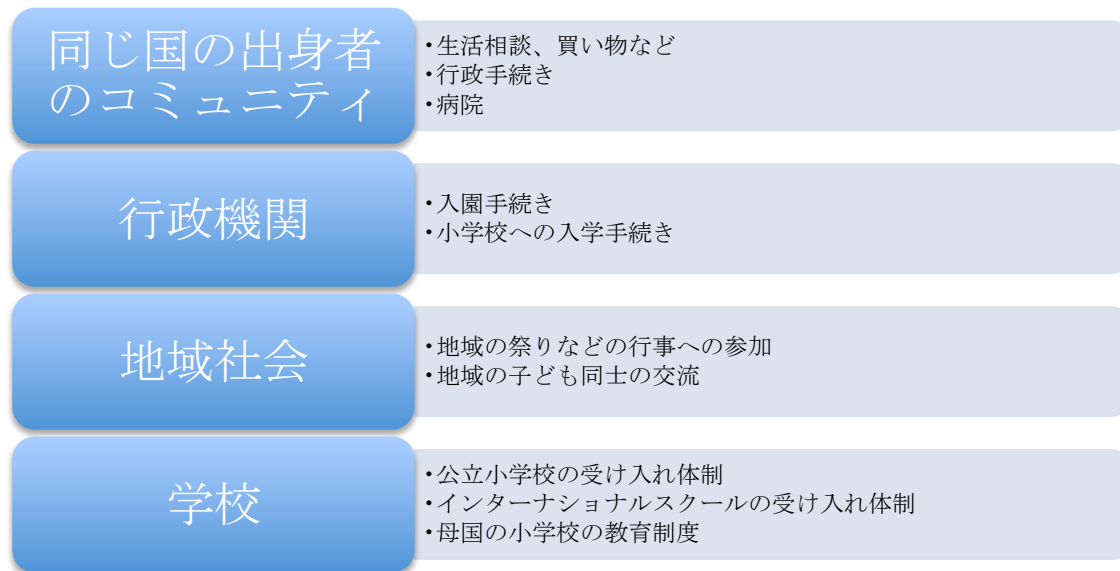 同じ国の出身者
のコミュニティ
・生活相談、買い物など
・行政手続き
・病院
行政機関
・入園手続き
・小学校への入学手続き
地域社会
・地域の祭りなどの行事への参加
・地域の子ども同士の交流
学校
・公立小学校の受け入れ体制
・インターナショナルスクールの受け入れ体制
・母国の小学校の教育制度